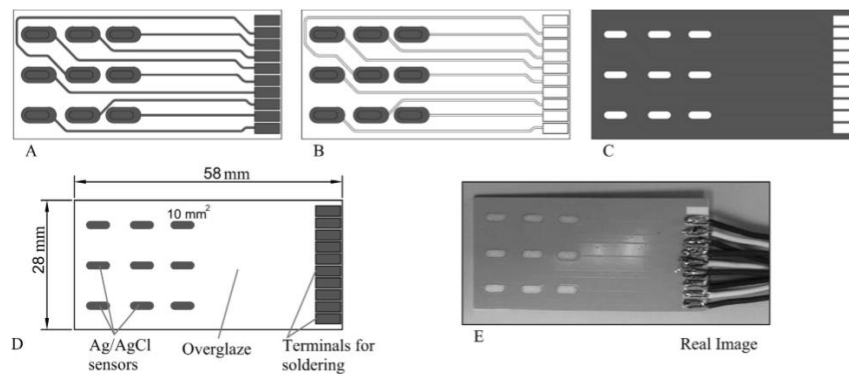 A
B
C
58 mm
28 mm
10 mm²
D
Ag/AgCl
sensors
Overglaze
Terminals for
soldering
E
Real Image